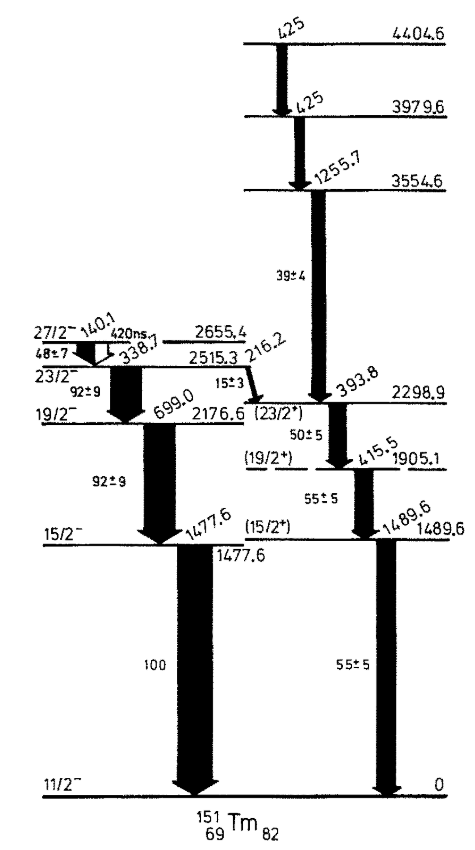 425
4404.6
425
3979.6
1255.7
3554.6
39±4
27/2⁻ 140.1 420ns 2655.4
48±7 338.7 2515.3 216.2
23/2⁻
92±9 15±3 393.8 2298.9
19/2⁻ 699.0 2176.6 (23/2⁺)
50±5
415.5
(19/2⁺) 1905.1
92±9 55±5
15/2⁻ 1477.6 (15/2⁺) 1489.6 1489.6
1477.6
100 55±5
11/2⁻ 0
¹⁵¹₆₉Tm₈₂